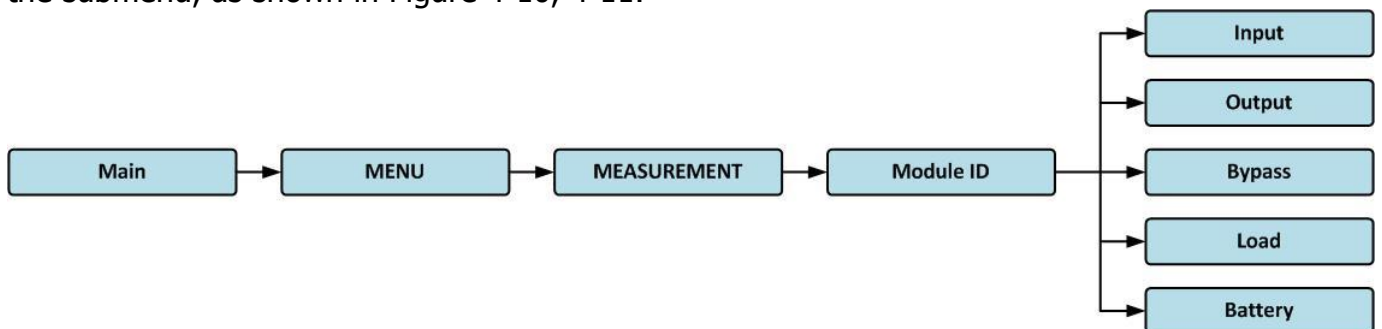 the submenu, as shown in Figure 4-10, 4-11.
Input
Output
Main
MENU
MEASUREMENT
Module ID
Bypass
Load
Battery